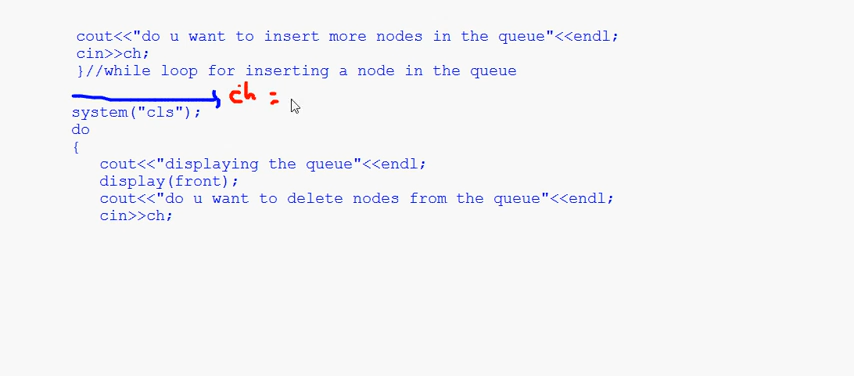 cout<<"do u want to insert more nodes in the queue"<<endl;
cin>>ch;
}//while loop for inserting a node in the queue
ch =
system("cls");
do
{
cout<<"displaying the queue"<<endl;
display(front);
cout<<"do u want to delete nodes from the queue"<<endl;
cin>>ch;